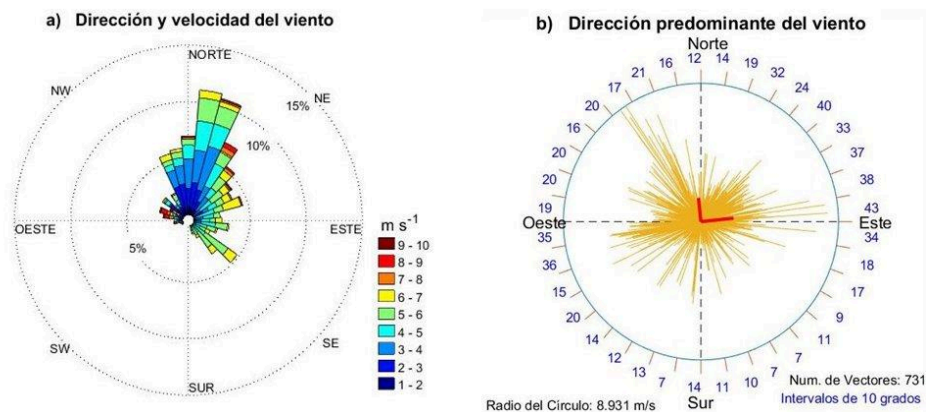 a) Dirección y velocidad del viento
NORTE
NW
NE
15%
10%
OESTE
ESTE
5%
SW
SE
SUR
m s-1
9 - 10
8 - 9
7 - 8
6 - 7
5 - 6
4 - 5
3 - 4
2 - 3
1 - 2
b) Dirección predominante del viento
Norte
12 14 19 32 24 40 33 37 38 43
Este
34 18 17 9 11 7 7 10 11 14
Sur
7 13 12 14 20 15 36 35
Oeste
19 20 20 16 20 17 21 16
Radio del Círculo: 8.931 m/s
Num. de Vectores: 731
Intervalos de 10 grados